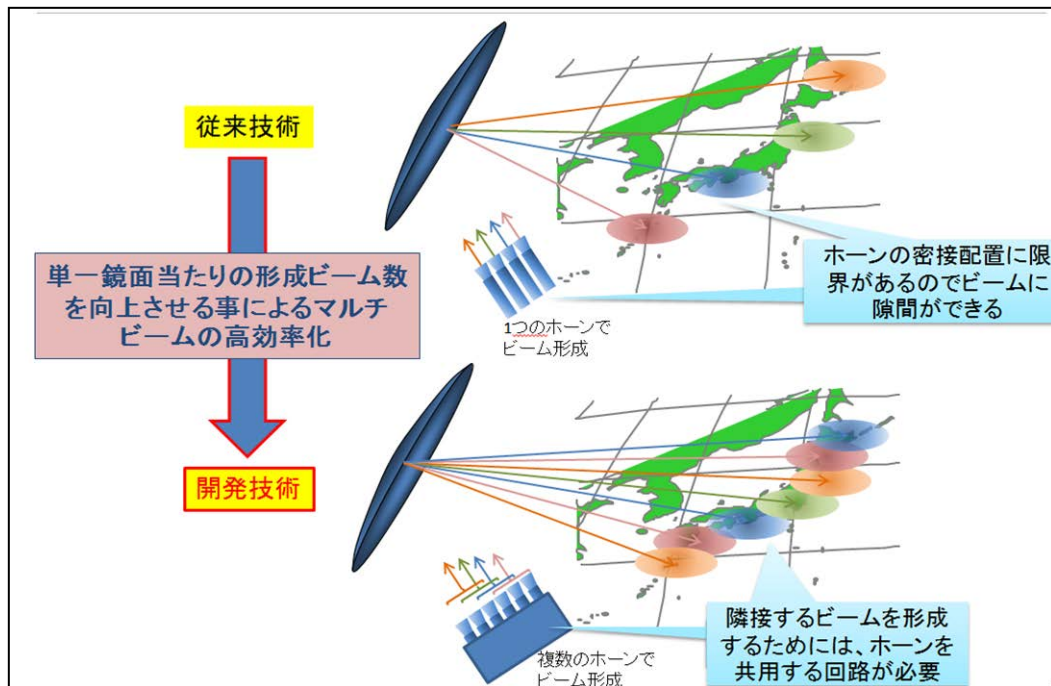 従来技術
単一鏡面当たりの形成ビーム数
を向上させる事によるマルチ
ビームの高効率化
開発技術
1つのホーンで
ビーム形成
ホーンの密接配置に限
界があるのでビームに
隙間ができる
複数のホーンで
ビーム形成
隣接するビームを形成
するためには、ホーンを
共用する回路が必要